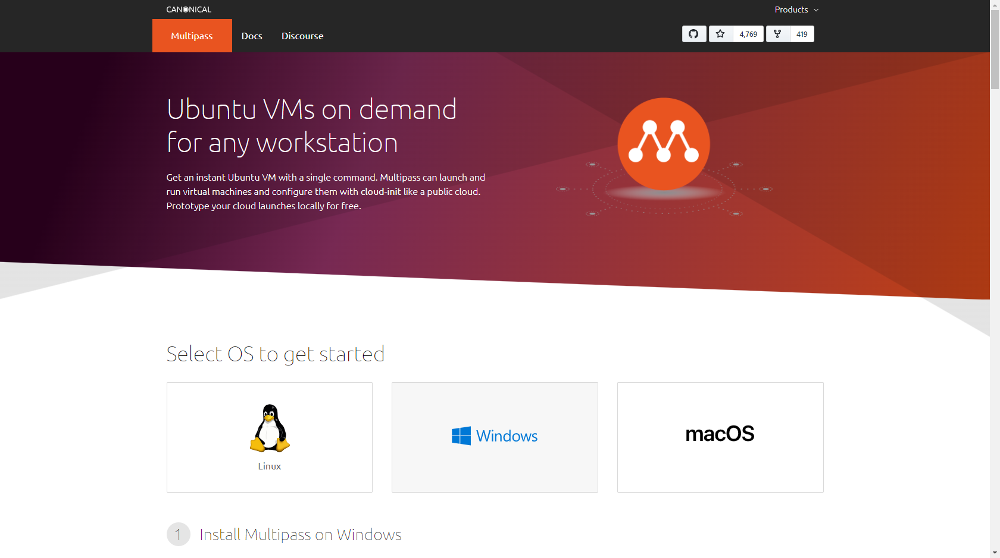 CANONICAL
Products
Multipass
Docs
Discourse
4,769
419
Ubuntu VMs on demand
for any workstation
Get an instant Ubuntu VM with a single command. Multipass can launch and
run virtual machines and configure them with cloud-init like a public cloud.
Prototype your cloud launches locally for free.
Select OS to get started
Linux
Windows
macOS
1 Install Multipass on Windows